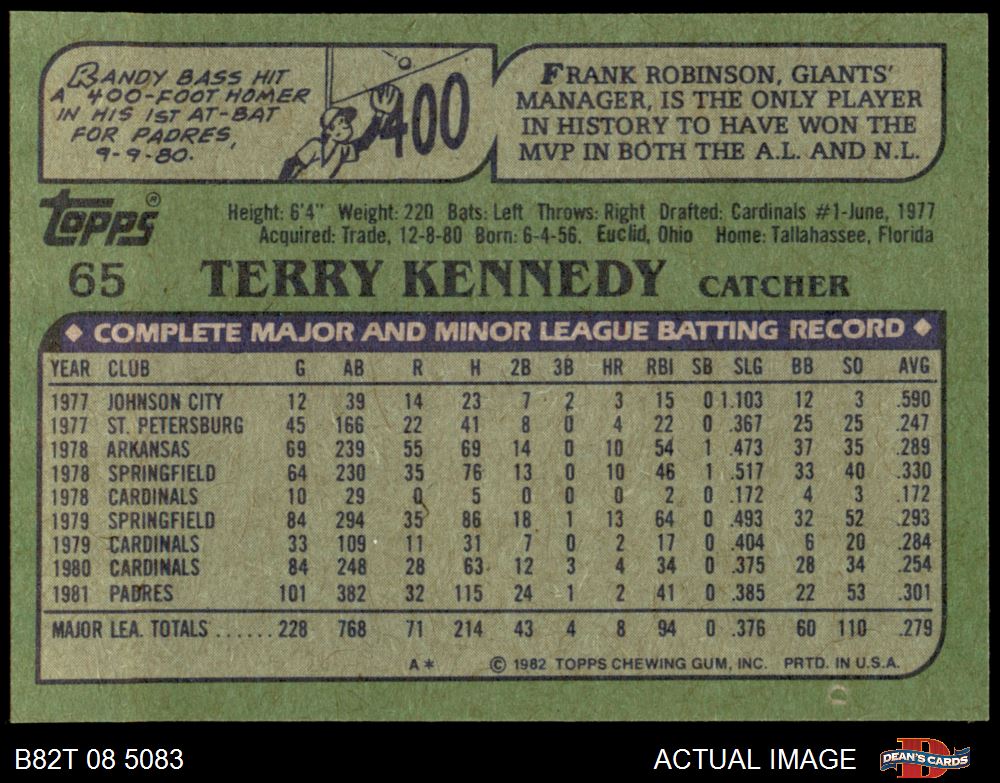 RANDY BASS HIT
A 400-FOOT HOMER
IN HIS 1ST AT-BAT
FOR PADRES,
9-9-80.
400
FRANK ROBINSON, GIANTS'
MANAGER, IS THE ONLY PLAYER
IN HISTORY TO HAVE WON THE
MVP IN BOTH THE A.L. AND N.L.
topps®
Height: 6'4" Weight: 220 Bats: Left Throws: Right Drafted: Cardinals #1-June, 1977
Acquired: Trade, 12-8-80 Born: 6-4-56, Euclid, Ohio Home: Tallahassee, Florida
65 TERRY KENNEDY CATCHER
◆ COMPLETE MAJOR AND MINOR LEAGUE BATTING RECORD ◆
YEAR CLUB G AB R H 2B 3B HR RBI SB SLG BB SO AVG
1977 JOHNSON CITY 12 39 14 23 7 2 3 15 0 1.103 12 3 .590
1977 ST. PETERSBURG 45 166 22 41 8 0 4 22 0 .367 25 25 .247
1978 ARKANSAS 69 239 55 69 14 0 10 54 1 .473 37 35 .289
1978 SPRINGFIELD 64 230 35 76 13 0 10 46 1 .517 33 40 .330
1978 CARDINALS 10 29 0 5 0 0 0 2 0 .172 4 3 .172
1979 SPRINGFIELD 84 294 35 86 18 1 13 64 0 .493 32 52 .293
1979 CARDINALS 33 109 11 31 7 0 2 17 0 .404 6 20 .284
1980 CARDINALS 84 248 28 63 12 3 4 34 0 .375 28 34 .254
1981 PADRES 101 382 32 115 24 1 2 41 0 .385 22 53 .301
MAJOR LEA. TOTALS ......228 768 71 214 43 4 8 94 0 .376 60 110 .279
A* © 1982 TOPPS CHEWING GUM, INC. PRTD. IN U.S.A.
B82T 08 5083
ACTUAL IMAGE
DEAN'S CARDS